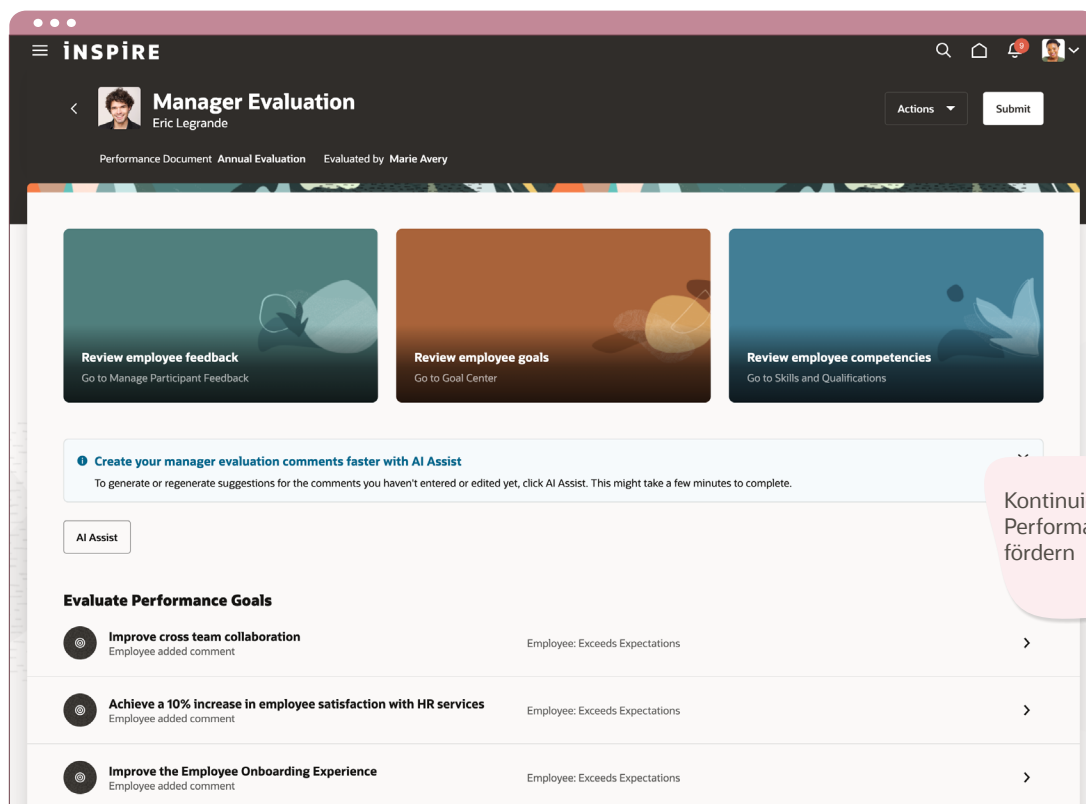 iNSPiRE
9
Manager Evaluation
Eric Legrande
Actions
Submit
Performance Document Annual Evaluation Evaluated by Marie Avery
Review employee feedback
Go to Manage Participant Feedback
Review employee goals
Go to Goal Center
Review employee competencies
Go to Skills and Qualifications
Create your manager evaluation comments faster with AI Assist
To generate or regenerate suggestions for the comments you haven't entered or edited yet, click AI Assist. This might take a few minutes to complete.
AI Assist
fördern
Evaluate Performance Goals
Improve cross team collaboration
Employee added comment
Employee: Exceeds Expectations
Achieve a 10% increase in employee satisfaction with HR services
Employee added comment
Employee: Exceeds Expectations
Improve the Employee Onboarding Experience
Employee added comment
Employee: Exceeds Expectations